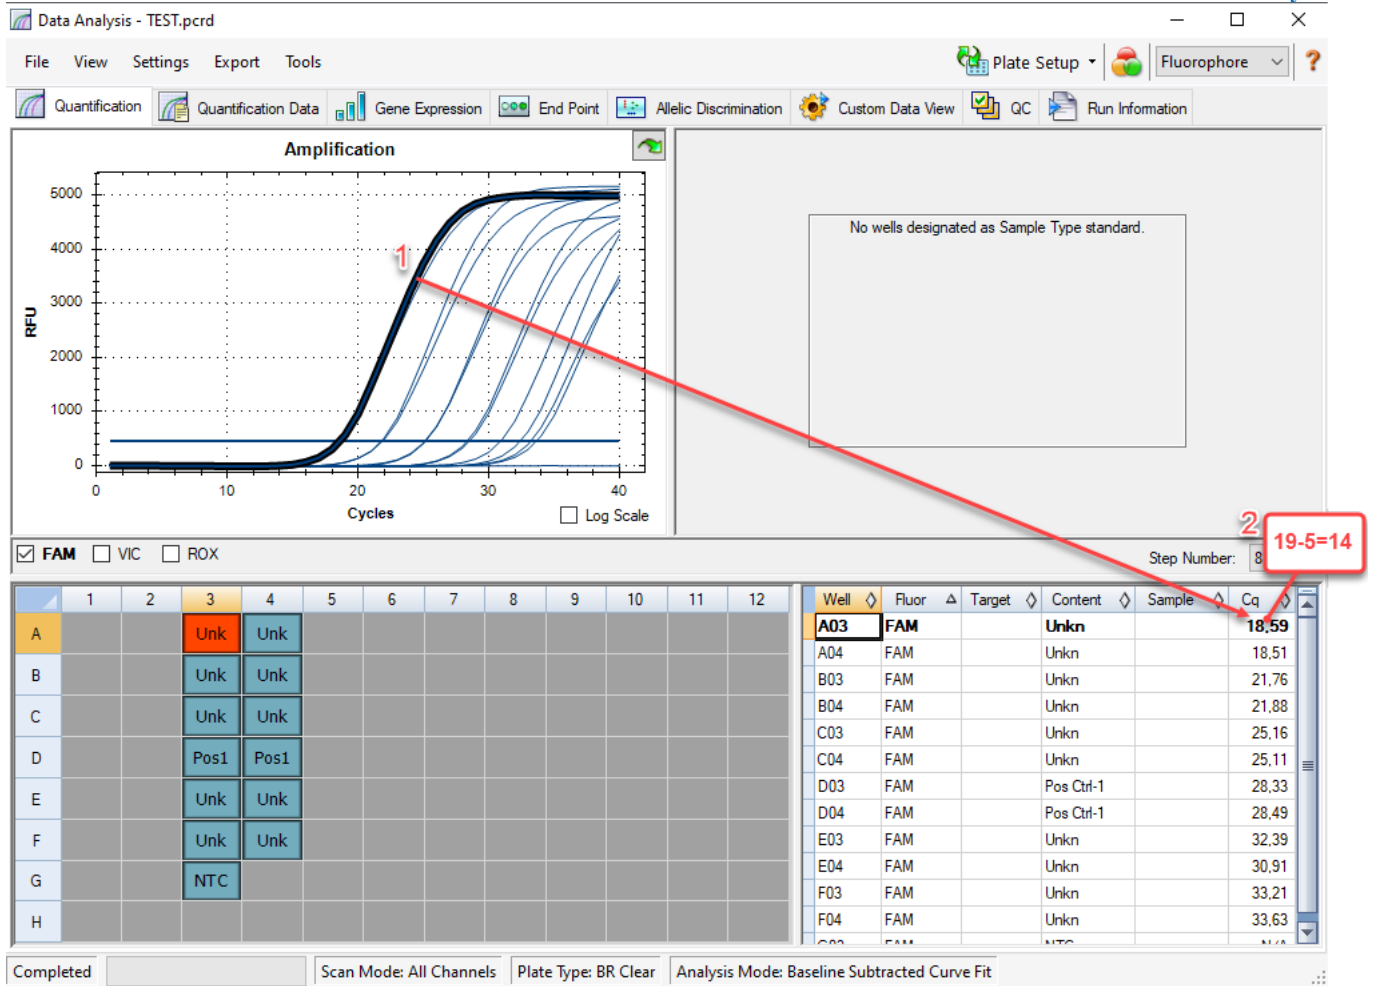 Data Analysis - TEST.pcrd
File View Settings Export Tools Plate Setup Fluorophore ?
Quantification Quantification Data Gene Expression End Point Allelic Discrimination Custom Data View QC Run Information
Amplification
No wells designated as Sample Type standard.
5000
4000
3000
2000
1000
0
RFU
0 10 20 30 40
Cycles
Log Scale
1
2
19-5=14
FAM VIC ROX
Step Number: 8
1 2 3 4 5 6 7 8 9 10 11 12
A Unk Unk
B Unk Unk
C Unk Unk
D Pos1 Pos1
E Unk Unk
F Unk Unk
G NTC
H
Well Fluor Target Content Sample Cq
A03 FAM Unkn 18,59
A04 FAM Unkn 18,51
B03 FAM Unkn 21,76
B04 FAM Unkn 21,88
C03 FAM Unkn 25,16
C04 FAM Unkn 25,11
D03 FAM Pos Ctrl-1 28,33
D04 FAM Pos Ctrl-1 28,49
E03 FAM Unkn 32,39
E04 FAM Unkn 30,91
F03 FAM Unkn 33,21
F04 FAM Unkn 33,63
Completed Scan Mode: All Channels Plate Type: BR Clear Analysis Mode: Baseline Subtracted Curve Fit